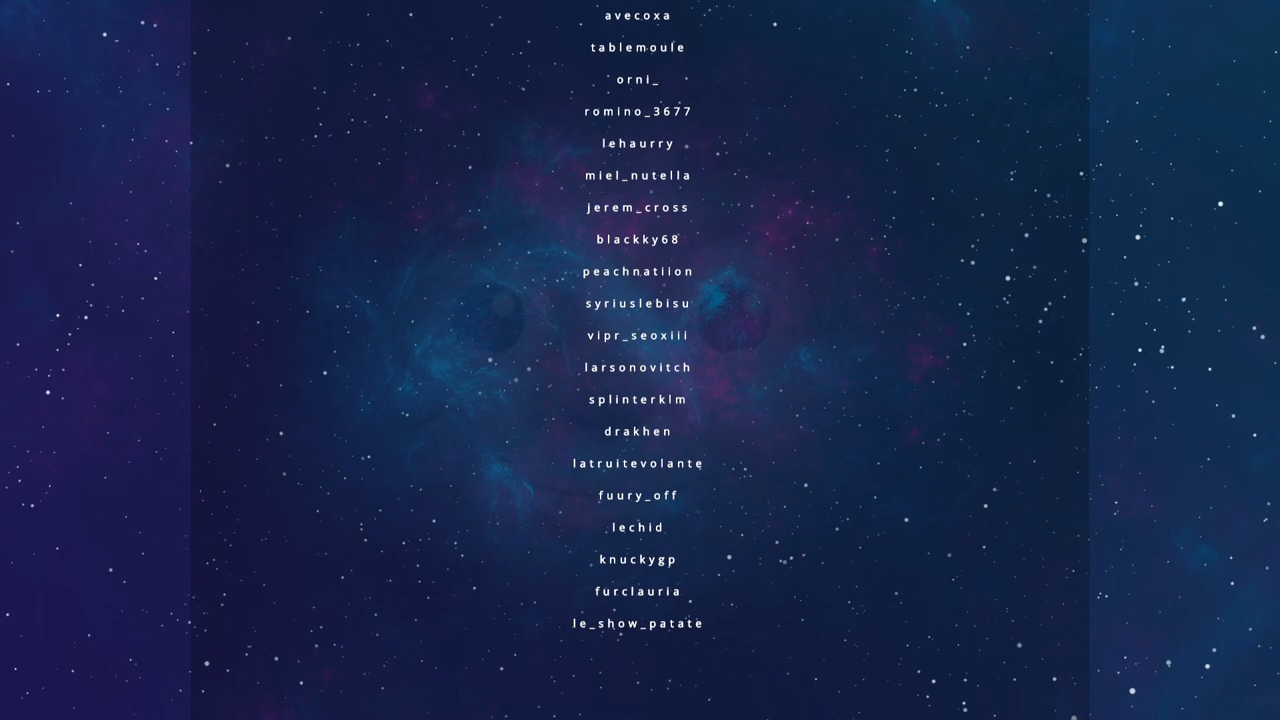 avecoxa
tablemoule
orni_
romino_3677
lehaurry
miel_nutella
jerem_cross
blackky68
peachnatiion
syriuslebisu
vipr_seoxiii
larsonovitch
splinterklm
drakhen
latruitevolante
fuury_off
lechid
knuckygp
furclauria
le_show_patate